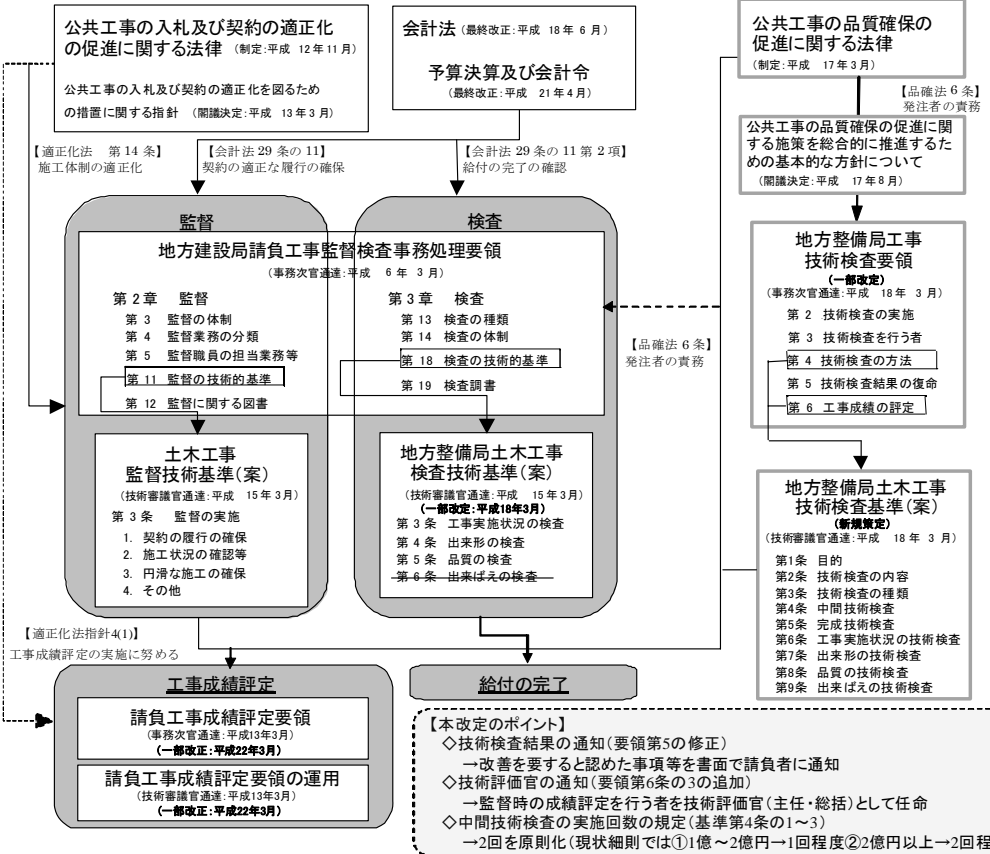 公共工事の入札及び契約の適正化
の促進に関する法律 (制定:平成 12年11月)
公共工事の入札及び契約の適正化を図るため
の措置に関する指針 (閣議決定:平成 13年3月)
会計法(最終改正:平成 18年6月)
予算決算及び会計令
(最終改正:平成 21年4月)
公共工事の品質確保の
促進に関する法律
(制定:平成 17年3月)
【品確法6条】
発注者の責務
公共工事の品質確保の促進に関
する施策を総合的に推進するた
めの基本的な方針について
(閣議決定:平成 17年8月)
【適正化法 第14条】
施工体制の適正化
【会計法29条の11】
契約の適正な履行の確保
【会計法29条の11第2項】
給付の完了の確認
監督
検査
地方建設局請負工事監督検査事務処理要領
(事務次官通達:平成 6年 3月)
第2章 監督
第 3 監督の体制
第 4 監督業務の分類
第 5 監督職員の担当業務等
第 11 監督の技術的基準
第 12 監督に関する図書
第3章 検査
第 13 検査の種類
第 14 検査の体制
第 18 検査の技術的基準
第 19 検査調書
【品確法6条】
発注者の責務
地方整備局工事
技術検査要領
(一部改定)
(事務次官通達:平成 18年 3月)
第 2 技術検査の実施
第 3 技術検査を行う者
第 4 技術検査の方法
第 5 技術検査結果の復命
第 6 工事成績の評定
土木工事
監督技術基準(案)
(技術審議官通達:平成 15年3月)
第3条 監督の実施
1. 契約の履行の確保
2. 施工状況の確認等
3. 円滑な施工の確保
4. その他
地方整備局土木工事
検査技術基準(案)
(技術審議官通達:平成 15年3月)
(一部改定:平成18年3月)
第3条 工事実施状況の検査
第4条 出来形の検査
第5条 品質の検査
第6条 出来ばえの検査
地方整備局土木工事
技術検査基準(案)
(新規策定)
(技術審議官通達:平成 18年 3月)
第1条 目的
第2条 技術検査の内容
第3条 技術検査の種類
第4条 中間技術検査
第5条 完成技術検査
第6条 工事実施状況の技術検査
第7条 出来形の技術検査
第8条 品質の技術検査
第9条 出来ばえの技術検査
【適正化法指針4(1)】
工事成績評定の実施に努める
工事成績評定
請負工事成績評定要領
(事務次官通達:平成13年3月)
(一部改正:平成22年3月)
請負工事成績評定要領の運用
(技術審議官通達:平成13年3月)
(一部改正:平成22年3月)
給付の完了
【本改定のポイント】
◇技術検査結果の通知(要領第5の修正)
→改善を要すると認めた事項等を書面で請負者に通知
◇技術評価官の通知(要領第6条の3の追加)
→監督時の成績評定を行う者を技術評価官(主任・総括)として任命
◇中間技術検査の実施回数の規定(基準第4条の1~3)
→2回を原則化(現状細則では①1億~2億円→1回程度②2億円以上→2回程